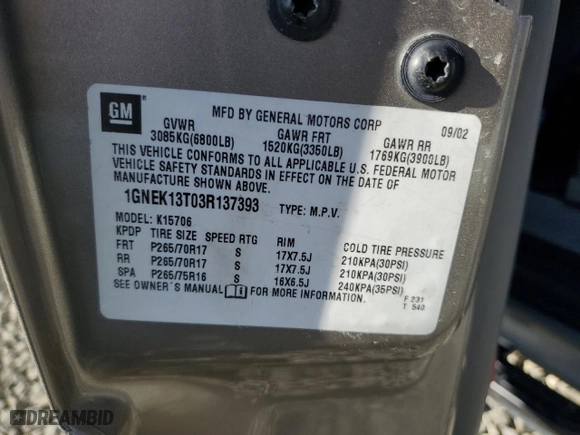 GM ®
MFD BY GENERAL MOTORS CORP 09/02
GVWR GAWR FRT GAWR RR
3085KG(6800LB) 1520KG(3350LB) 1769KG(3900LB)
THIS VEHICLE CONFORMS TO ALL APPLICABLE U.S. FEDERAL MOTOR
VEHICLE SAFETY STANDARDS IN EFFECT ON THE DATE OF
MANUFACTURE SHOWN ABOVE.
1GNEK13T03R137393 TYPE: M.P.V.
MODEL: K15706
KPDP TIRE SIZE SPEED RTG RIM COLD TIRE PRESSURE
FRT P265/70R17 S 17X7.5J 210KPA(30PSI)
RR P265/70R17 S 17X7.5J 210KPA(30PSI)
SPA P265/75R16 S 16X6.5J 240KPA(35PSI)
SEE OWNER'S MANUAL FOR MORE INFORMATION. F 231
T 540
DREAMBID